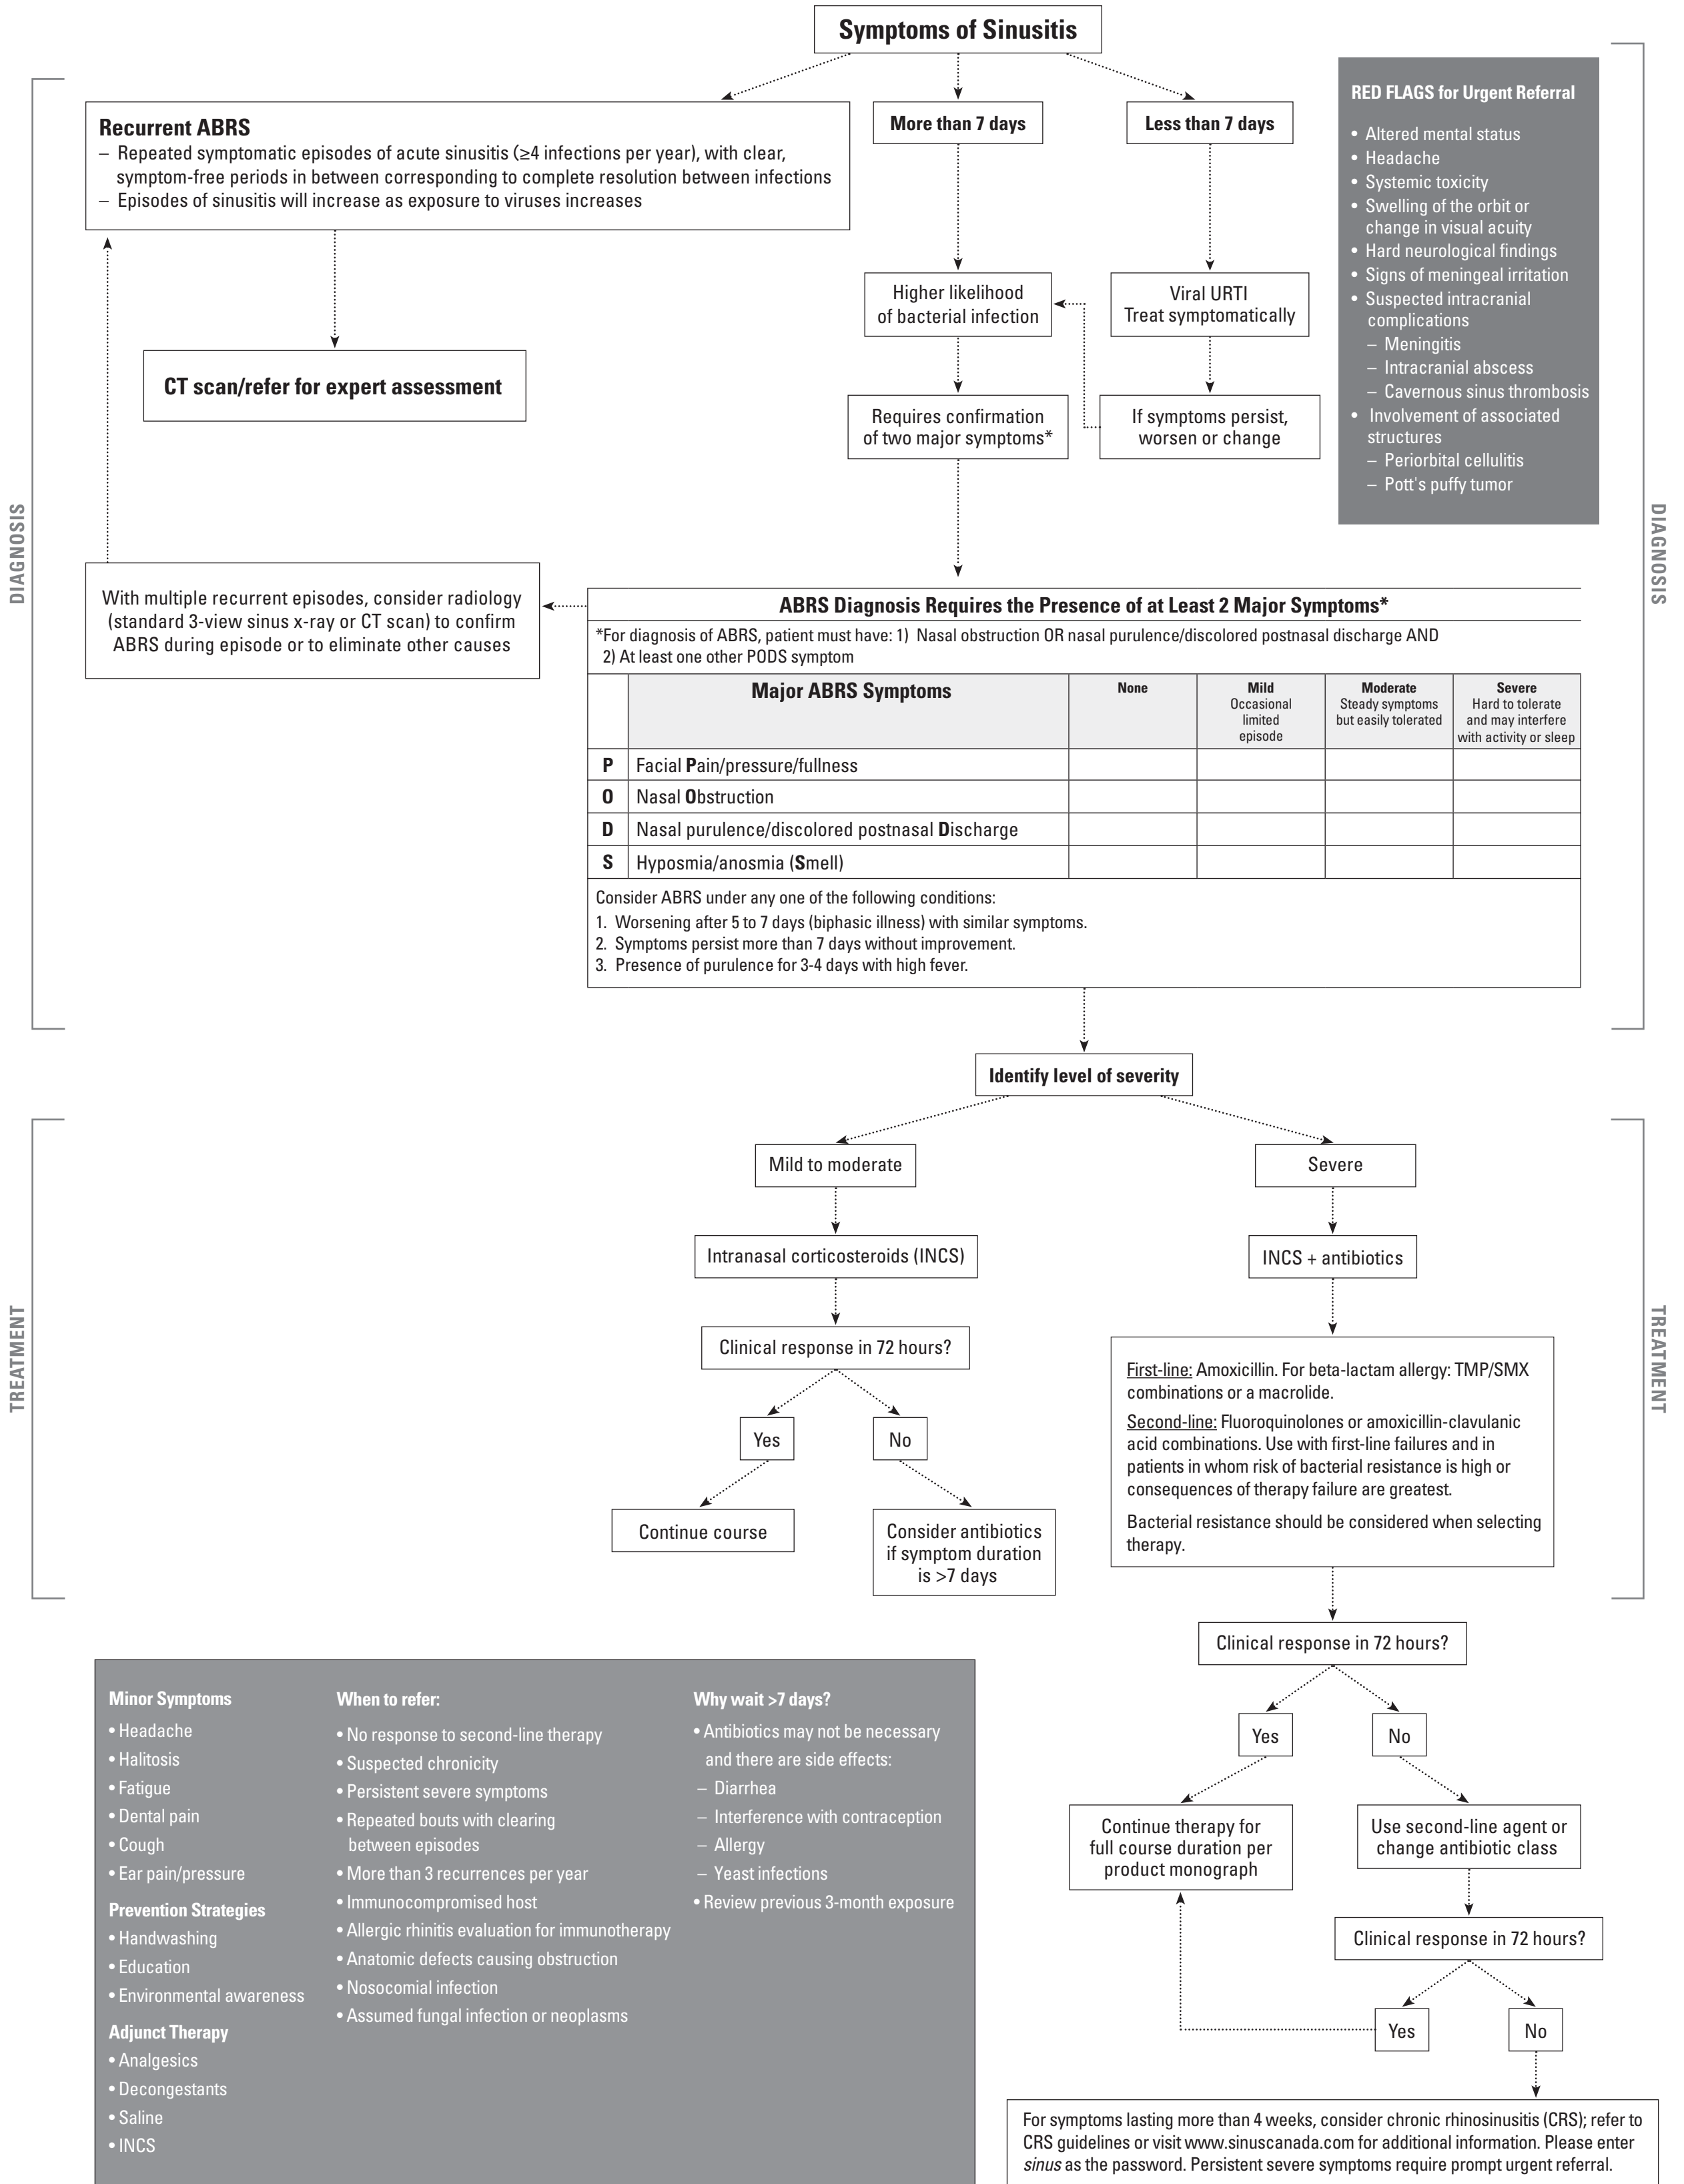 Symptoms of Sinusitis
Recurrent ABRS
– Repeated symptomatic episodes of acute sinusitis (≥4 infections per year), with clear,
symptom-free periods in between corresponding to complete resolution between infections
– Episodes of sinusitis will increase as exposure to viruses increases
More than 7 days
Less than 7 days
RED FLAGS for Urgent Referral
• Altered mental status
• Headache
• Systemic toxicity
• Swelling of the orbit or
change in visual acuity
• Hard neurological findings
• Signs of meningeal irritation
• Suspected intracranial
complications
– Meningitis
– Intracranial abscess
– Cavernous sinus thrombosis
• Involvement of associated
structures
– Periorbital cellulitis
– Pott's puffy tumor
Higher likelihood
of bacterial infection
Viral URTI
Treat symptomatically
CT scan/refer for expert assessment
Requires confirmation
of two major symptoms*
If symptoms persist,
worsen or change
DIAGNOSIS
DIAGNOSIS
With multiple recurrent episodes, consider radiology
(standard 3-view sinus x-ray or CT scan) to confirm
ABRS during episode or to eliminate other causes
ABRS Diagnosis Requires the Presence of at Least 2 Major Symptoms*
*For diagnosis of ABRS, patient must have: 1) Nasal obstruction OR nasal purulence/discolored postnasal discharge AND
2) At least one other PODS symptom
Major ABRS Symptoms
None
Mild
Occasional
limited
episode
Moderate
Steady symptoms
but easily tolerated
Severe
Hard to tolerate
and may interfere
with activity or sleep
P Facial Pain/pressure/fullness
O Nasal Obstruction
D Nasal purulence/discolored postnasal Discharge
S Hyposmia/anosmia (Smell)
Consider ABRS under any one of the following conditions:
1. Worsening after 5 to 7 days (biphasic illness) with similar symptoms.
2. Symptoms persist more than 7 days without improvement.
3. Presence of purulence for 3-4 days with high fever.
Identify level of severity
Mild to moderate
Severe
Intranasal corticosteroids (INCS)
INCS + antibiotics
Clinical response in 72 hours?
Yes
No
Continue course
Consider antibiotics
if symptom duration
is >7 days
First-line: Amoxicillin. For beta-lactam allergy: TMP/SMX
combinations or a macrolide.
Second-line: Fluoroquinolones or amoxicillin-clavulanic
acid combinations. Use with first-line failures and in
patients in whom risk of bacterial resistance is high or
consequences of therapy failure are greatest.
Bacterial resistance should be considered when selecting
therapy.
TREATMENT
TREATMENT
Clinical response in 72 hours?
Yes
No
Continue therapy for
full course duration per
product monograph
Use second-line agent or
change antibiotic class
Clinical response in 72 hours?
Yes
No
For symptoms lasting more than 4 weeks, consider chronic rhinosinusitis (CRS); refer to
CRS guidelines or visit www.sinuscanada.com for additional information. Please enter
sinus as the password. Persistent severe symptoms require prompt urgent referral.
Minor Symptoms
• Headache
• Halitosis
• Fatigue
• Dental pain
• Cough
• Ear pain/pressure
Prevention Strategies
• Handwashing
• Education
• Environmental awareness
Adjunct Therapy
• Analgesics
• Decongestants
• Saline
• INCS
When to refer:
• No response to second-line therapy
• Suspected chronicity
• Persistent severe symptoms
• Repeated bouts with clearing
between episodes
• More than 3 recurrences per year
• Immunocompromised host
• Allergic rhinitis evaluation for immunotherapy
• Anatomic defects causing obstruction
• Nosocomial infection
• Assumed fungal infection or neoplasms
Why wait >7 days?
• Antibiotics may not be necessary
and there are side effects:
– Diarrhea
– Interference with contraception
– Allergy
– Yeast infections
• Review previous 3-month exposure